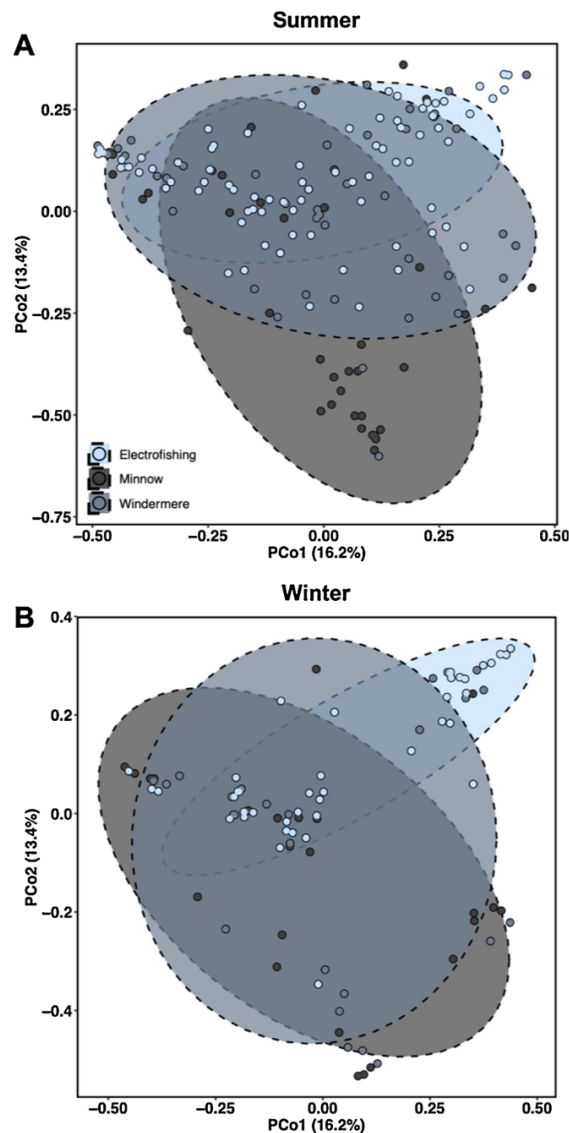 Summer
A
PCo2 (13.4%)
0.25
0.00
−0.25
−0.50
−0.75
Electrofishing
Minnow
Windermere
−0.50 −0.25 0.00 0.25 0.50
PCo1 (16.2%)
Winter
B
PCo2 (13.4%)
0.4
0.2
0.0
−0.2
−0.4
−0.50 −0.25 0.00 0.25 0.50
PCo1 (16.2%)